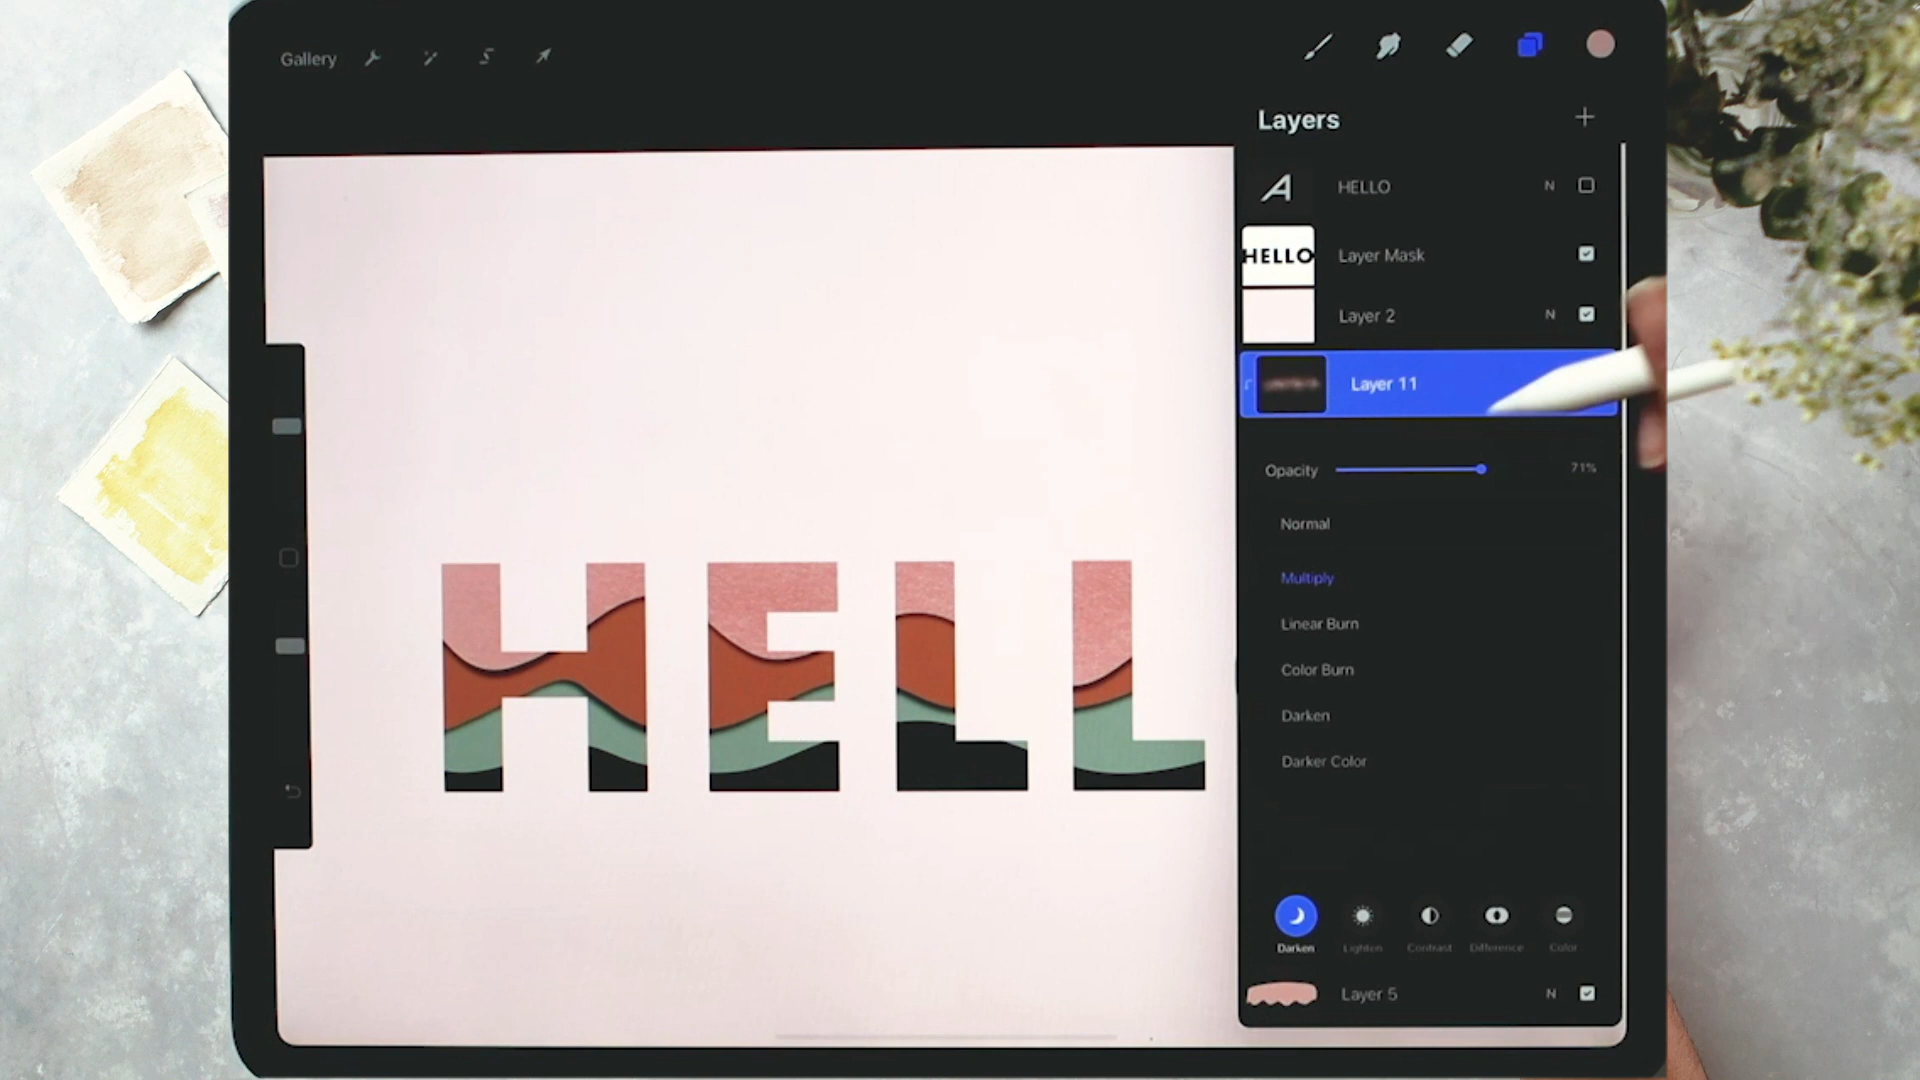 Gallery
Layers
HELLO N
HELLO Layer Mask
Layer 2 N
Layer 11
Opacity 71%
Normal
Multiply
Linear Burn
Color Burn
Darken
Darker Color
Darken Lighten Contrast Difference Color
Layer 5 N
HELL